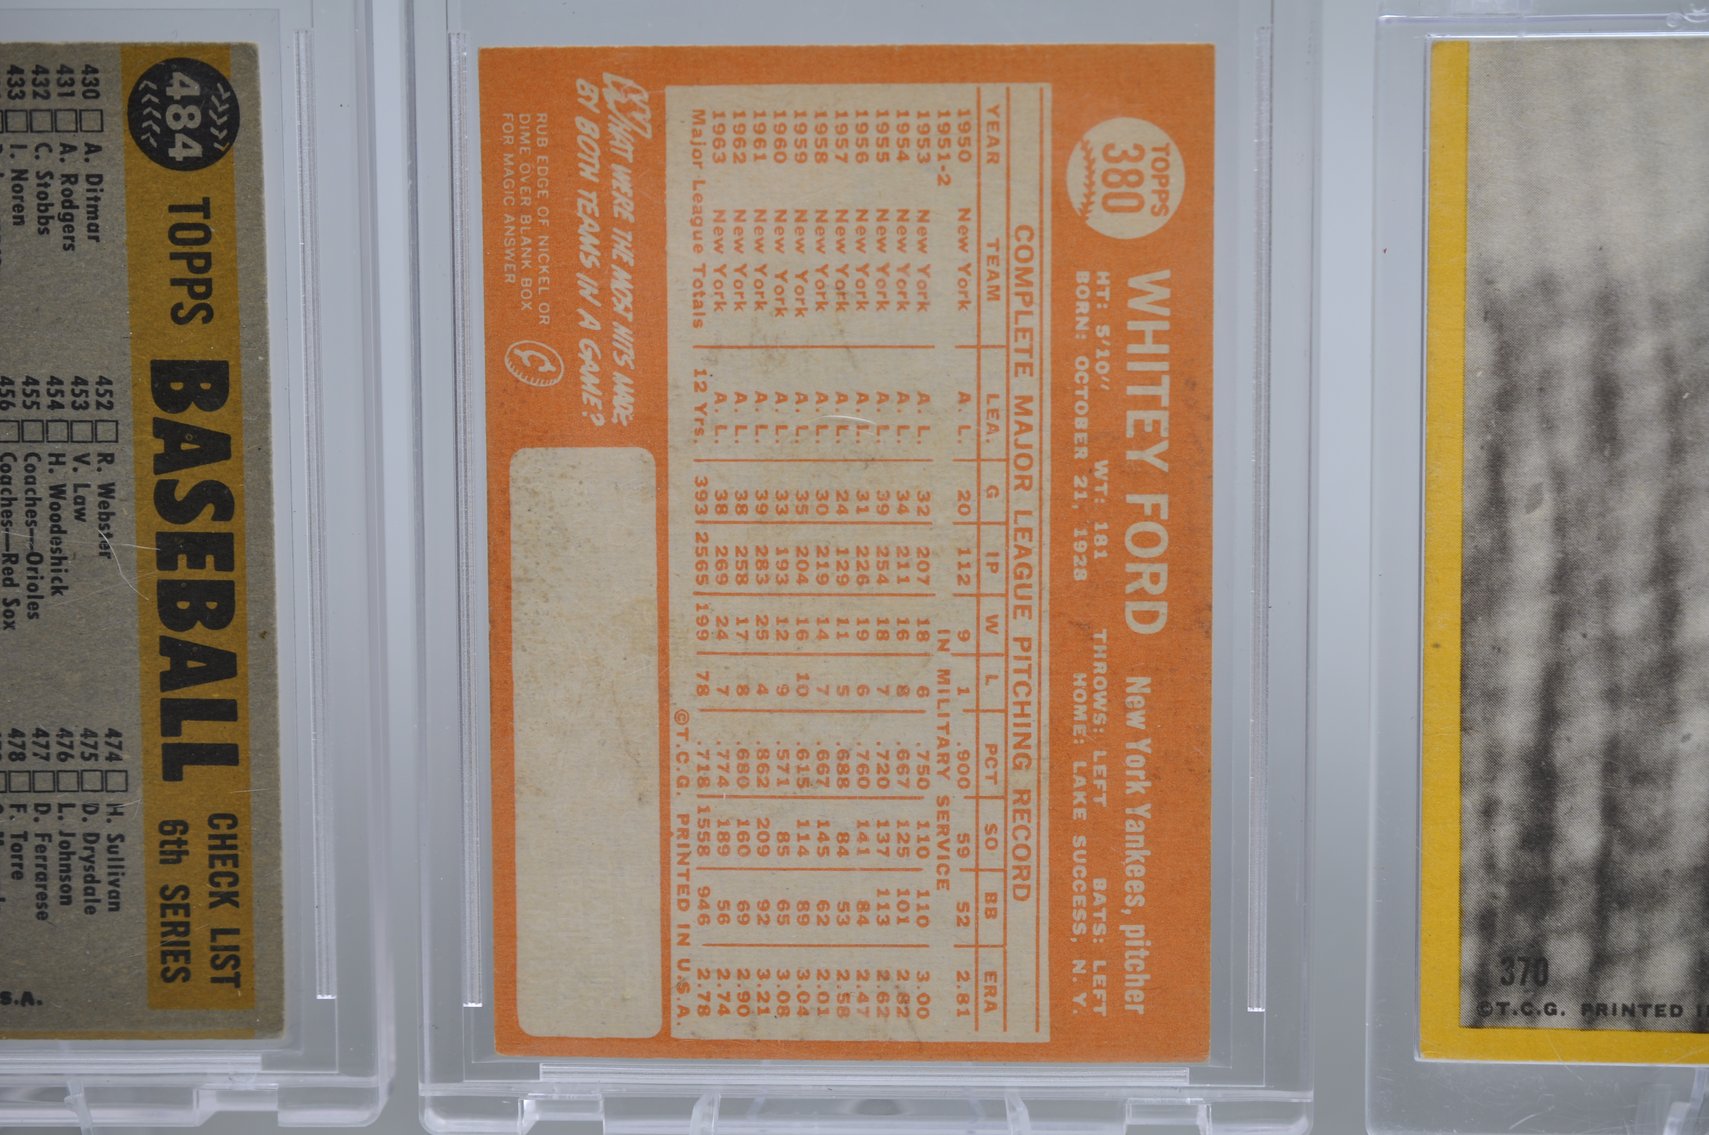 484
TOPPS BASEBALL CHECK LIST
6th SERIES
430 A. Ditmar
431 A. Rodgers
432 C. Stobbs
433 I. Noren
452 R. Webster
453 V. Law
454 H. Woodeshick
455 Coaches—Orioles
456 Coaches—Red Sox
474 H. Sullivan
475 D. Drysdale
476 L. Johnson
477 D. Ferrarese
478 F. Torre
S.A.
TOPPS
380
WHITEY FORD New York Yankees, pitcher
HT: 5'10" WT: 181 THROWS: LEFT BATS: LEFT
BORN: OCTOBER 21, 1928 HOME: LAKE SUCCESS, N. Y.
COMPLETE MAJOR LEAGUE PITCHING RECORD
YEAR TEAM LEA. G IP W L PCT SO BB ERA
1950 New York A. L. 20 112 9 1 .900 59 52 2.81
1951-2 IN MILITARY SERVICE
1953 New York A. L. 32 207 18 6 .750 110 110 3.00
1954 New York A. L. 34 211 16 8 .667 125 101 2.82
1955 New York A. L. 39 254 18 7 .720 137 113 2.62
1956 New York A. L. 31 226 19 6 .760 141 84 2.47
1957 New York A. L. 24 129 11 5 .688 84 53 2.58
1958 New York A. L. 30 219 14 7 .667 145 62 2.01
1959 New York A. L. 35 204 16 10 .615 114 89 3.04
1960 New York A. L. 33 193 12 9 .571 85 65 3.08
1961 New York A. L. 39 283 25 4 .862 209 92 3.21
1962 New York A. L. 38 258 17 8 .680 160 69 2.90
1963 New York A. L. 38 269 24 7 .774 189 56 2.74
Major League Totals 12 Yrs. 393 2565 199 78 .718 1558 946 2.78
©T.C.G. PRINTED IN U.S.A.
WHAT WERE THE MOST HITS MADE
BY BOTH TEAMS IN A GAME?
RUB EDGE OF NICKEL OR
DIME OVER BLANK BOX
FOR MAGIC ANSWER
370
©T.C.G. PRINTED